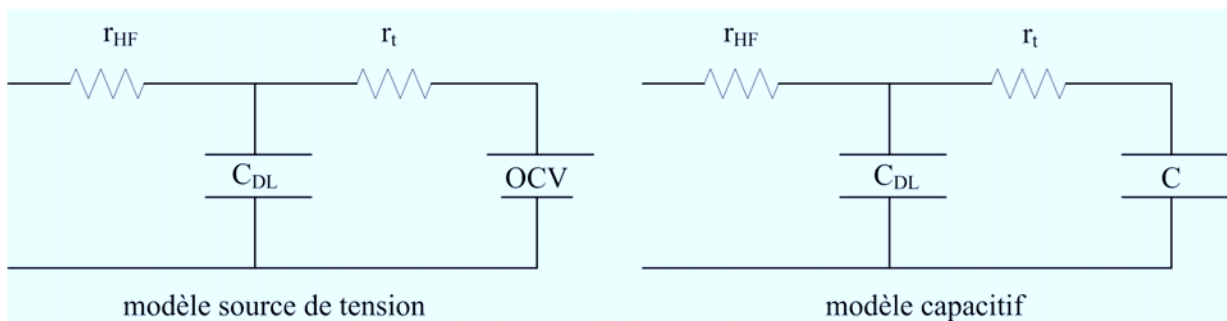 r_HF r_t r_HF r_t
C_DL OCV C_DL C
modèle source de tension modèle capacitif